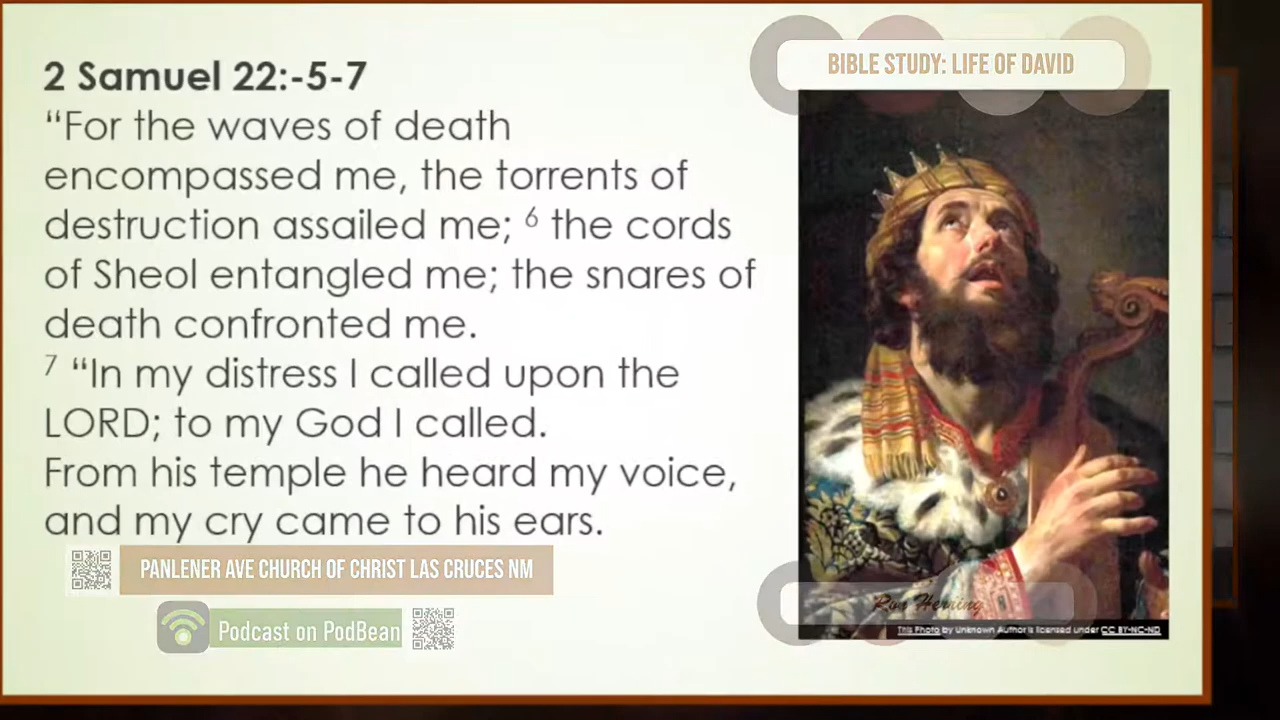 2 Samuel 22:-5-7
“For the waves of death
encompassed me, the torrents of
destruction assailed me; 6 the cords
of Sheol entangled me; the snares of
death confronted me.
7 “In my distress I called upon the
LORD; to my God I called.
From his temple he heard my voice,
and my cry came to his ears.
BIBLE STUDY: LIFE OF DAVID
PANLENER AVE CHURCH OF CHRIST LAS CRUCES NM
Podcast on PodBean
Ron Herring
This Photo by Unknown Author is licensed under CC BY-NC-ND